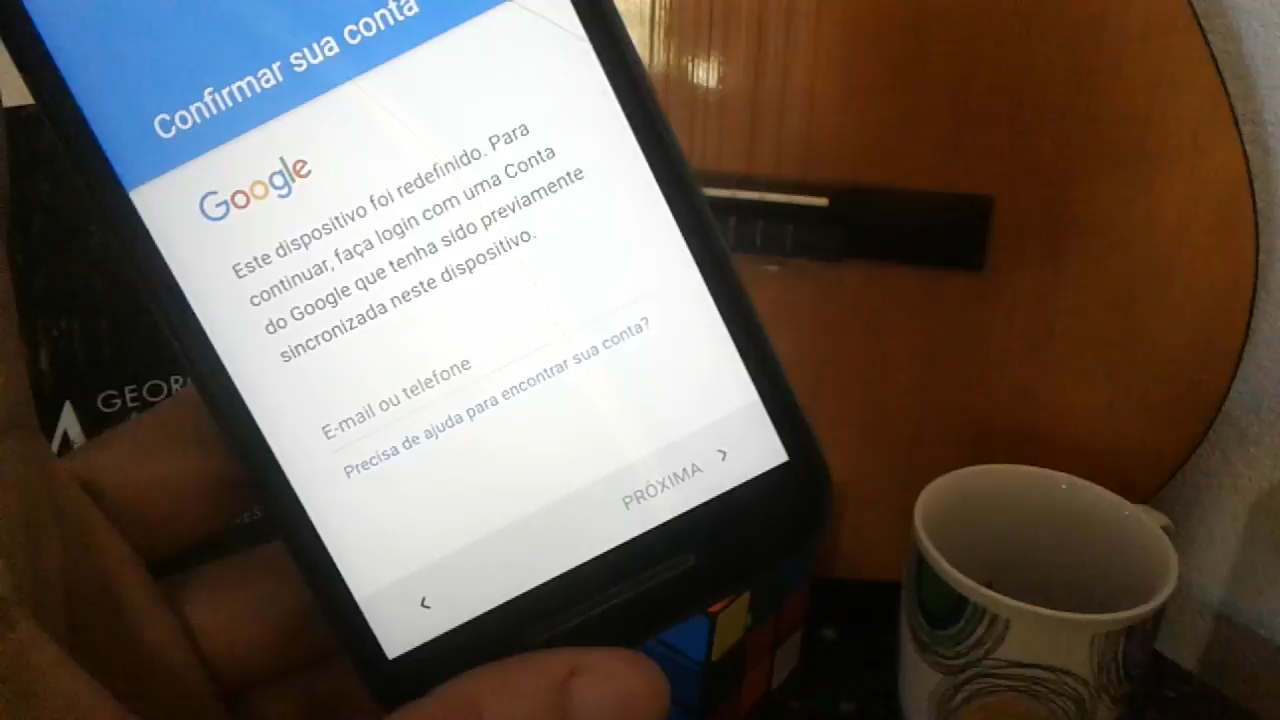 Confirmar sua conta
Google
Este dispositivo foi redefinido. Para
continuar, faça login com uma Conta
do Google que tenha sido previamente
sincronizada neste dispositivo.
E-mail ou telefone
Precisa de ajuda para encontrar sua conta?
PRÓXIMA